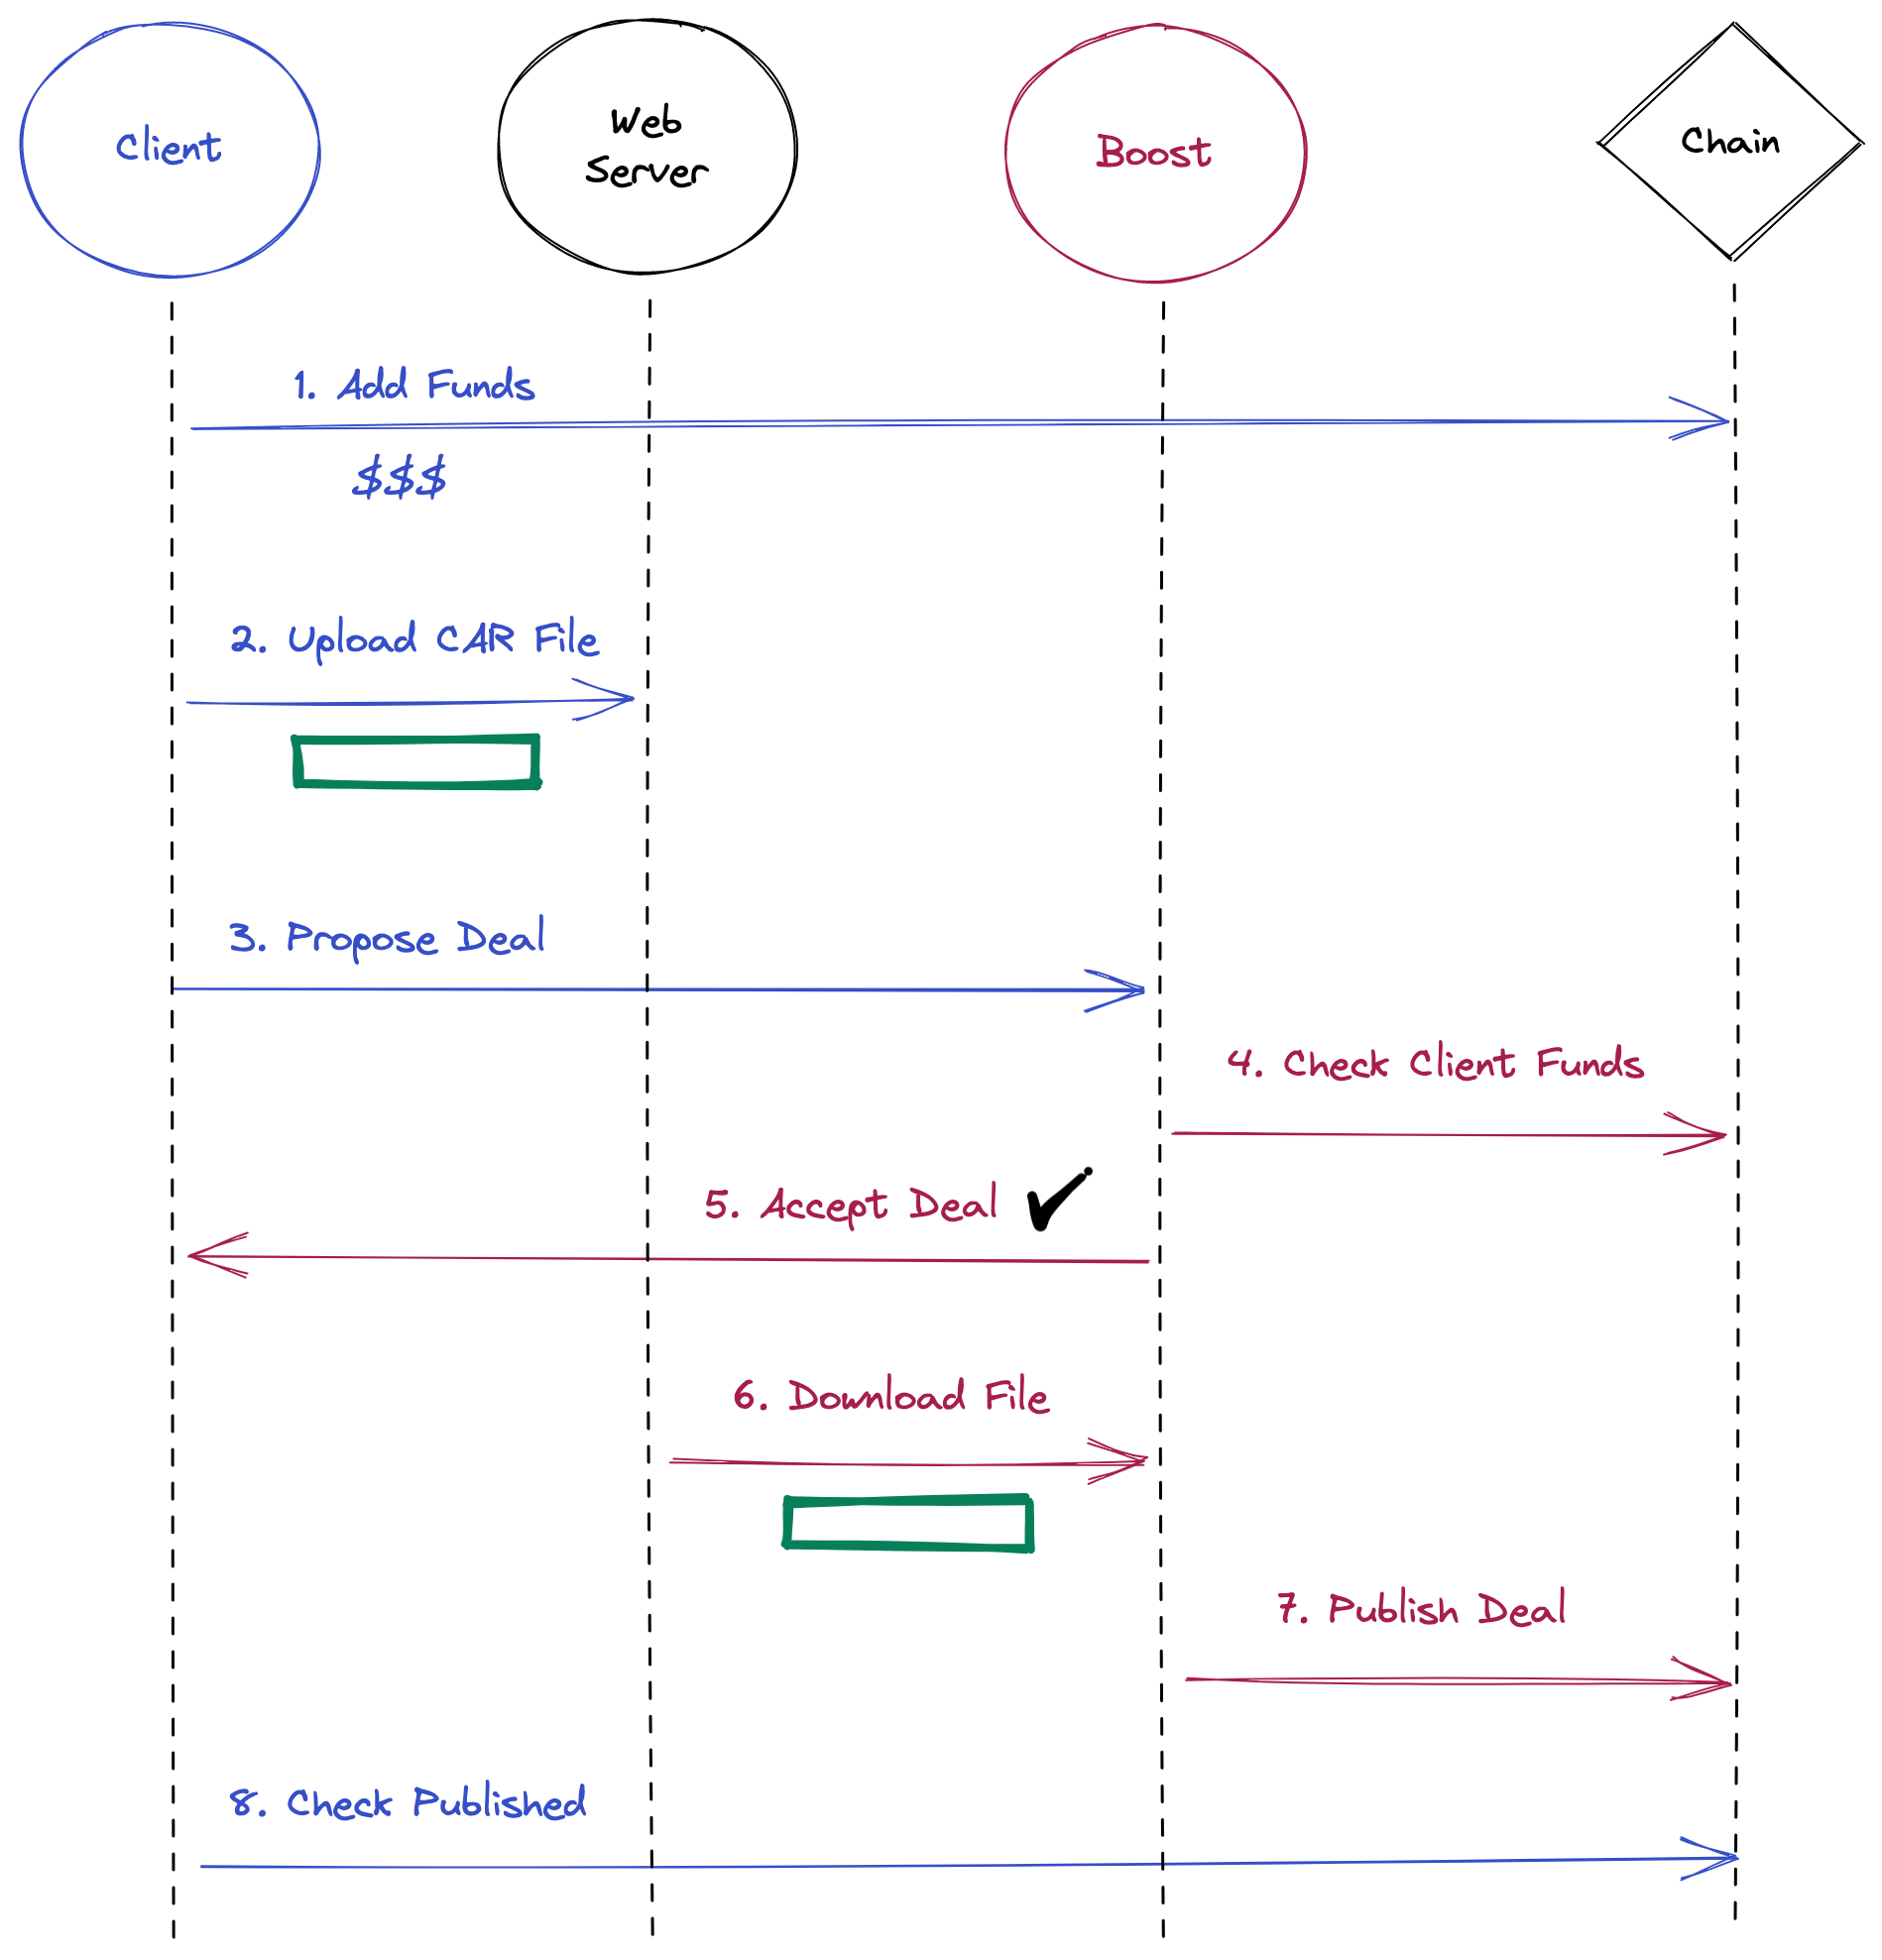 Client
Web
Server
Boost
Chain
1. Add Funds
$$$
2. Upload CAR File
3. Propose Deal
4. Check Client Funds
5. Accept Deal
6. Download File
7. Publish Deal
8. Check Published